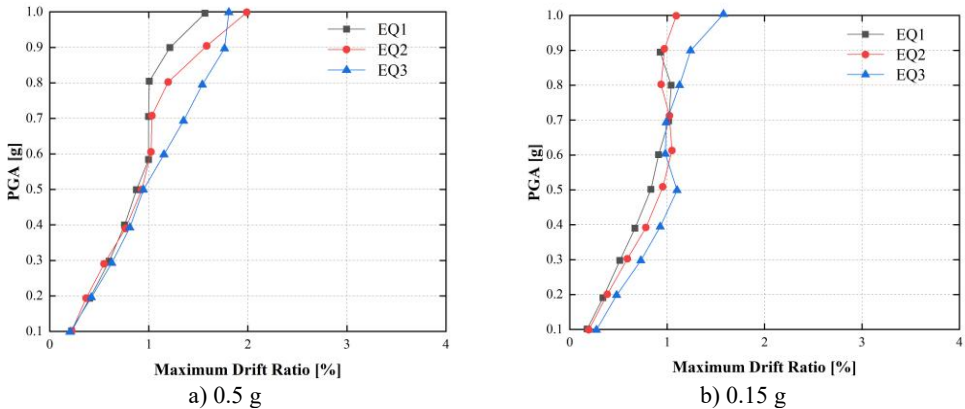 1.0
0.9
0.8
0.7
0.6
0.5
0.4
0.3
0.2
0.1
PGA [g]
0 1 2 3 4
Maximum Drift Ratio [%]
EQ1
EQ2
EQ3
a) 0.5 g
1.0
0.9
0.8
0.7
0.6
0.5
0.4
0.3
0.2
0.1
PGA [g]
0 1 2 3 4
Maximum Drift Ratio [%]
EQ1
EQ2
EQ3
b) 0.15 g